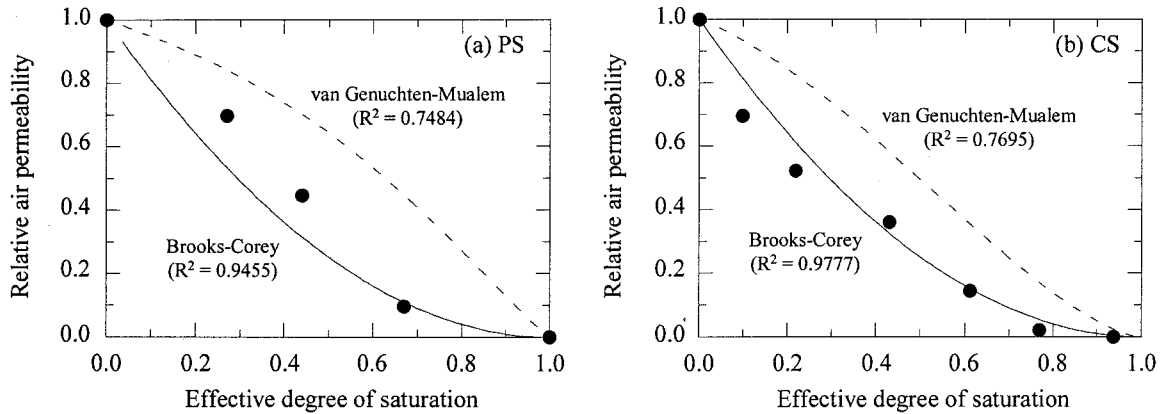 Relative air permeability
1.0
0.8
0.6
0.4
0.2
0.0
(a) PS
van Genuchten-Mualem
(R² = 0.7484)
Brooks-Corey
(R² = 0.9455)
0.0 0.2 0.4 0.6 0.8 1.0
Effective degree of saturation
Relative air permeability
1.0
0.8
0.6
0.4
0.2
0.0
(b) CS
van Genuchten-Mualem
(R² = 0.7695)
Brooks-Corey
(R² = 0.9777)
0.0 0.2 0.4 0.6 0.8 1.0
Effective degree of saturation